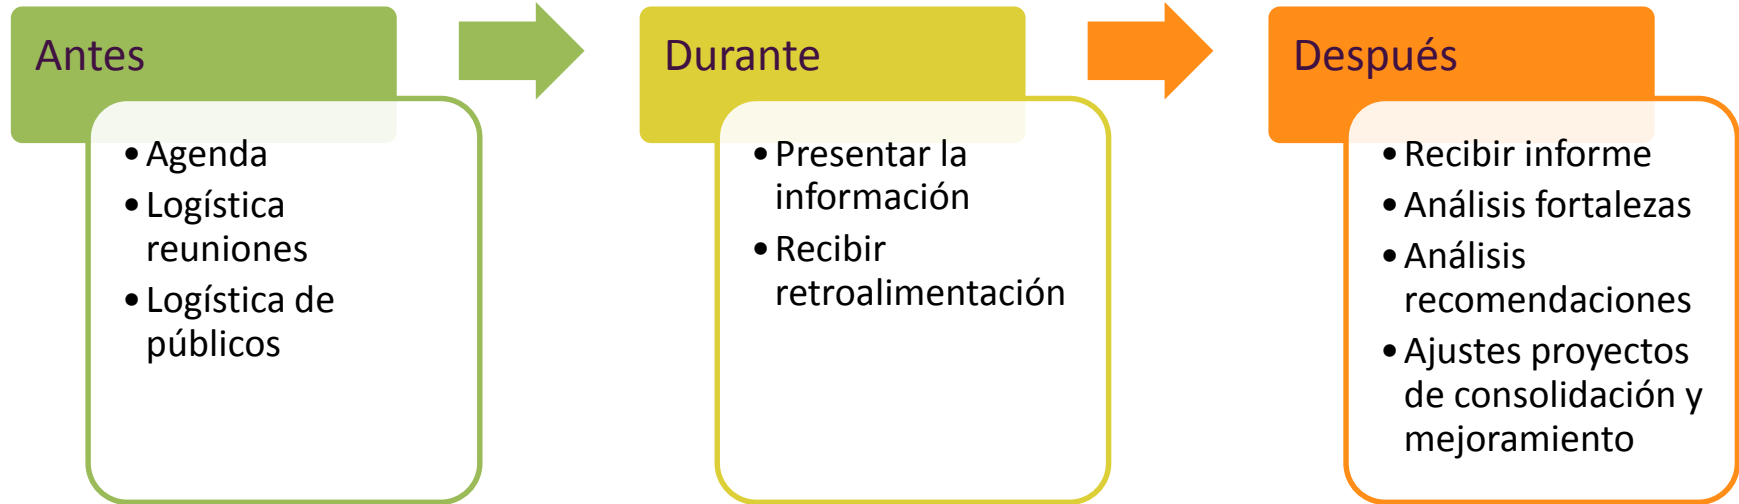 Antes
• Agenda
• Logística
reuniones
• Logística de
públicos
Durante
• Presentar la
información
• Recibir
retroalimentación
Después
• Recibir informe
• Análisis fortalezas
• Análisis
recomendaciones
• Ajustes proyectos
de consolidación y
mejoramiento